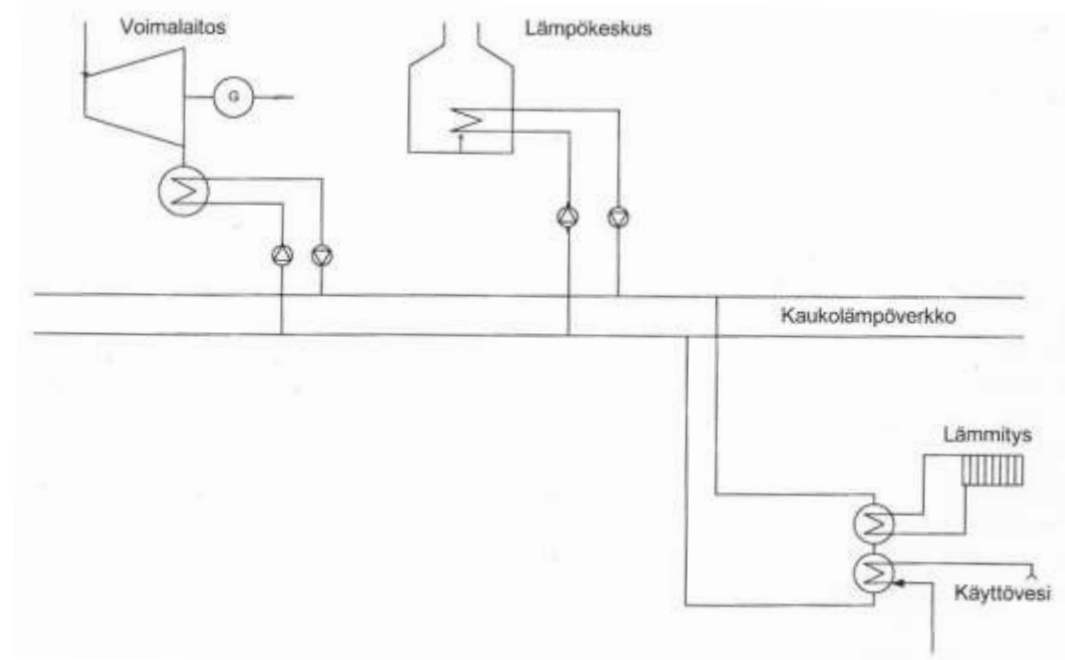 Voimalaitos
Lämpökeskus
G
Kaukolämpöverkko
Lämmitys
Käyttövesi